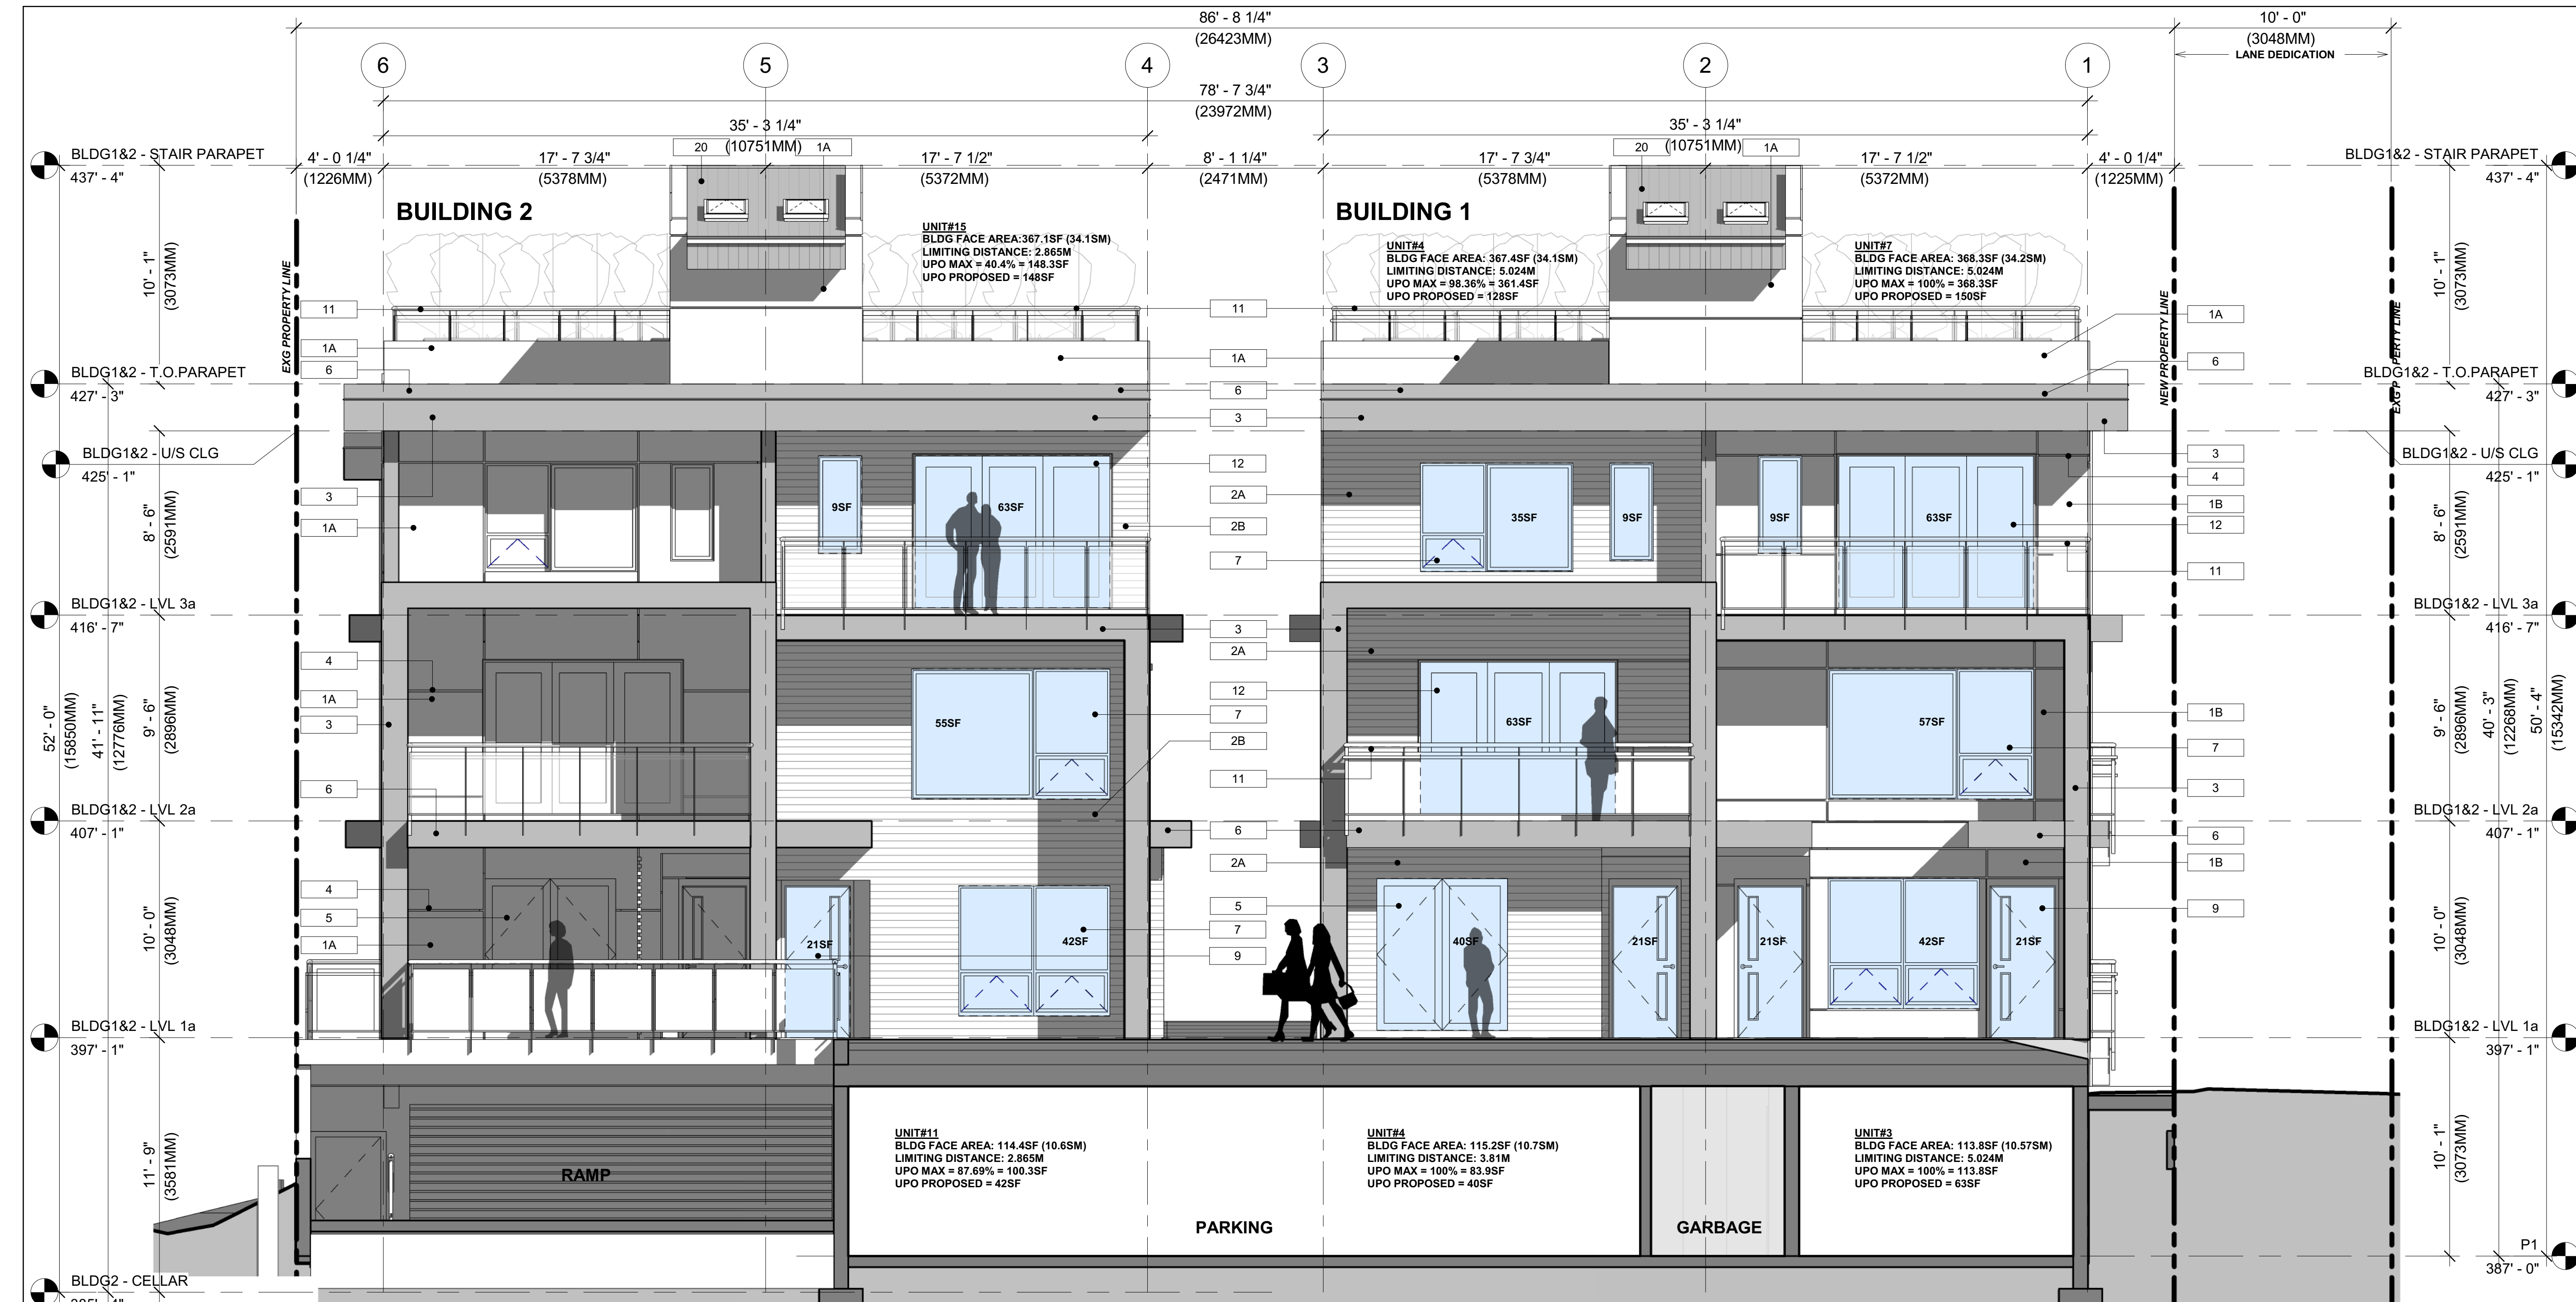 86' - 8 1/4"
(26423MM)
10' - 0"
(3048MM)
LANE DEDICATION
6
5
4
3
2
1
78' - 7 3/4"
(23972MM)
35' - 3 1/4"
(10751MM)
35' - 3 1/4"
(10751MM)
20
1A
20
1A
BLDG1&2 - STAIR PARAPET
437' - 4"
4' - 0 1/4"
(1226MM)
17' - 7 3/4"
(5378MM)
17' - 7 1/2"
(5372MM)
8' - 1 1/4"
(2471MM)
17' - 7 3/4"
(5378MM)
17' - 7 1/2"
(5372MM)
4' - 0 1/4"
(1225MM)
BLDG1&2 - STAIR PARAPET
437' - 4"
BUILDING 2
BUILDING 1
UNIT#15
BLDG FACE AREA:367.1SF (34.1SM)
LIMITING DISTANCE: 2.865M
UPO MAX = 40.4% = 148.3SF
UPO PROPOSED = 148SF
UNIT#4
BLDG FACE AREA: 367.4SF (34.1SM)
LIMITING DISTANCE: 5.024M
UPO MAX = 98.36% = 361.4SF
UPO PROPOSED = 128SF
UNIT#7
BLDG FACE AREA: 368.3SF (34.2SM)
LIMITING DISTANCE: 5.024M
UPO MAX = 100% = 368.3SF
UPO PROPOSED = 150SF
10' - 1"
(3073MM)
EXG PROPERTY LINE
NEW PROPERTY LINE
EXG PROPERTY LINE
10' - 1"
(3073MM)
11
1A
6
11
1A
6
3
1A
6
BLDG1&2 - T.O.PARAPET
427' - 3"
BLDG1&2 - T.O.PARAPET
427' - 3"
BLDG1&2 - U/S CLG
425' - 1"
BLDG1&2 - U/S CLG
425' - 1"
8' - 6"
(2591MM)
3
1A
9SF
63SF
12
2A
2B
7
35SF
9SF
9SF
63SF
3
4
1B
12
11
8' - 6"
(2591MM)
BLDG1&2 - LVL 3a
416' - 7"
BLDG1&2 - LVL 3a
416' - 7"
52' - 0"
(15850MM)
41' - 11"
(12776MM)
9' - 6"
(2896MM)
4
1A
3
6
55SF
3
2A
12
7
2B
11
63SF
57SF
1B
7
3
9' - 6"
(2896MM)
40' - 3"
(12268MM)
50' - 4"
(15342MM)
BLDG1&2 - LVL 2a
407' - 1"
BLDG1&2 - LVL 2a
407' - 1"
10' - 0"
(3048MM)
4
5
1A
21SF
42SF
6
2A
5
7
9
40SF
21SF
21SF
42SF
21SF
6
1B
9
10' - 0"
(3048MM)
BLDG1&2 - LVL 1a
397' - 1"
BLDG1&2 - LVL 1a
397' - 1"
11' - 9"
(3581MM)
RAMP
UNIT#11
BLDG FACE AREA: 114.4SF (10.6SM)
LIMITING DISTANCE: 2.865M
UPO MAX = 87.69% = 100.3SF
UPO PROPOSED = 42SF
UNIT#4
BLDG FACE AREA: 115.2SF (10.7SM)
LIMITING DISTANCE: 3.81M
UPO MAX = 100% = 83.9SF
UPO PROPOSED = 40SF
UNIT#3
BLDG FACE AREA: 113.8SF (10.57SM)
LIMITING DISTANCE: 5.024M
UPO MAX = 100% = 113.8SF
UPO PROPOSED = 63SF
10' - 1"
(3073MM)
PARKING
GARBAGE
P1
387' - 0"
BLDG2 - CELLAR